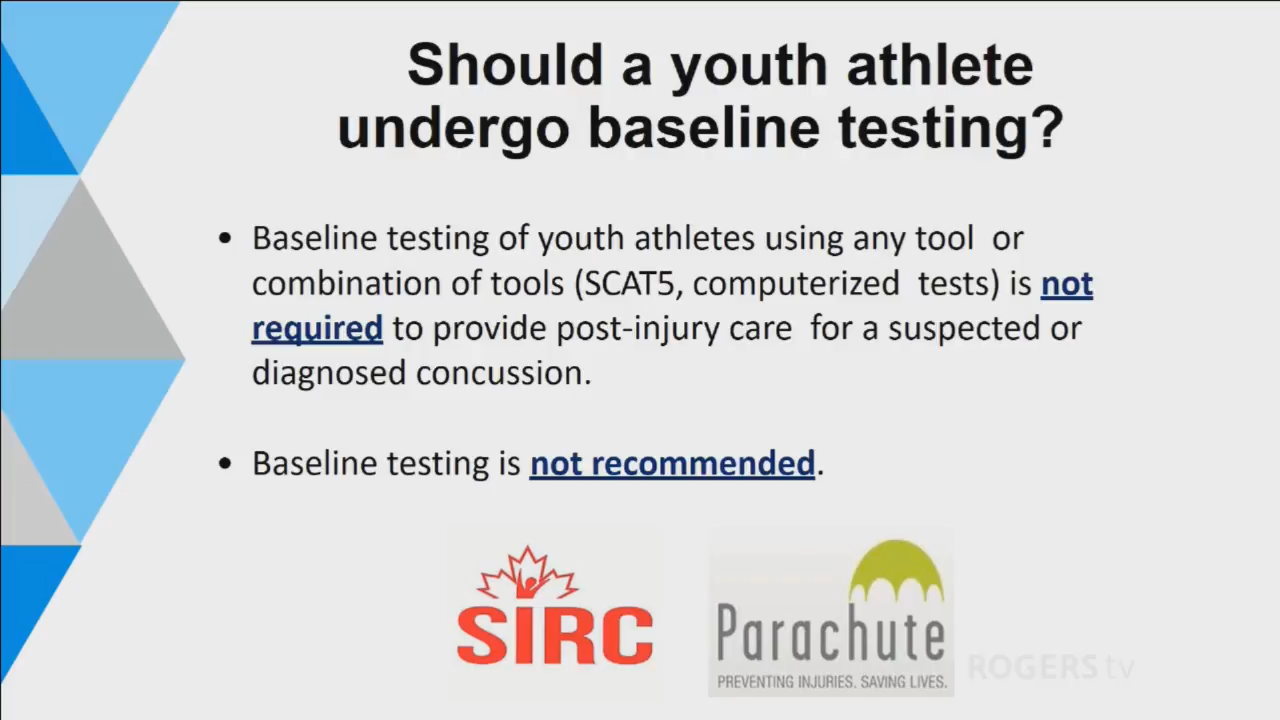 Should a youth athlete
undergo baseline testing?
• Baseline testing of youth athletes using any tool or
combination of tools (SCAT5, computerized tests) is not
required to provide post-injury care for a suspected or
diagnosed concussion.
• Baseline testing is not recommended.
SIRC
Parachute
PREVENTING INJURIES. SAVING LIVES.
ROGERS tv